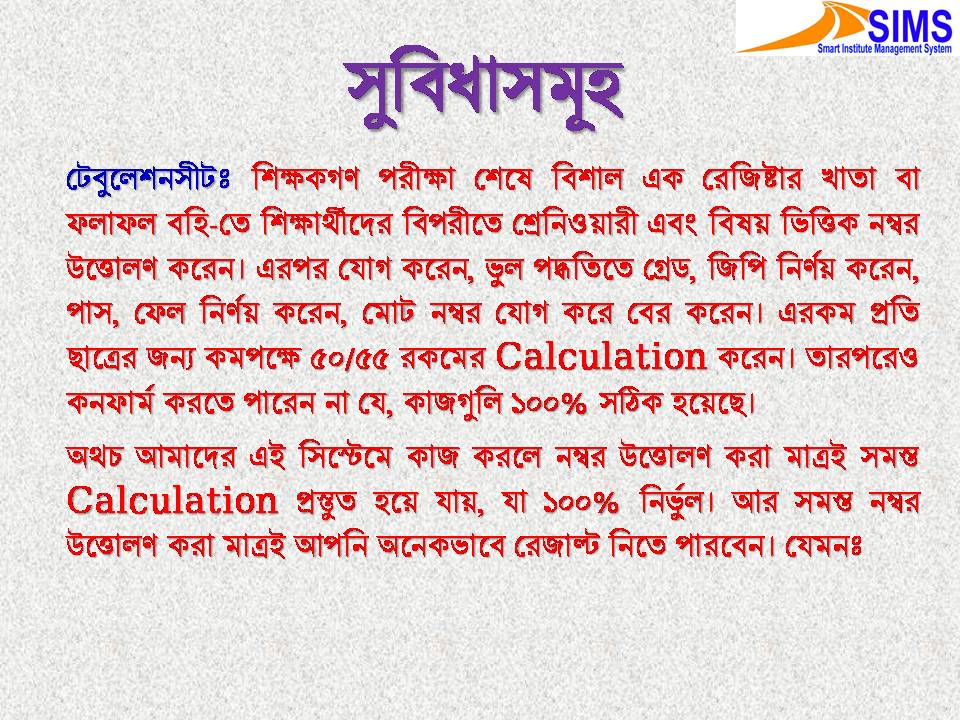 SIMS
Smart Institute Management System
সুবিধাসমূহ
টেবুলেশনসীটঃ শিক্ষকগণ পরীক্ষা শেষে বিশাল এক রেজিষ্টার খাতা বা
ফলাফল বহি-তে শিক্ষার্থীদের বিপরীতে শ্রেনিওয়ারী এবং বিষয় ভিত্তিক নম্বর
উত্তোলণ করেন। এরপর যোগ করেন, ভুল পদ্ধতিতে গ্রেড, জিপি নির্ণয় করেন,
পাস, ফেল নির্ণয় করেন, মোট নম্বর যোগ করে বের করেন। এরকম প্রতি
ছাত্রের জন্য কমপক্ষে ৫০/৫৫ রকমের Calculation করেন। তারপরেও
কনফার্ম করতে পারেন না যে, কাজগুলি ১০০% সঠিক হয়েছে।
অথচ আমাদের এই সিস্টেমে কাজ করলে নম্বর উত্তোলণ করা মাত্রই সমস্ত
Calculation প্রস্তুত হয়ে যায়, যা ১০০% নির্ভুল। আর সমস্ত নম্বর
উত্তোলণ করা মাত্রই আপনি অনেকভাবে রেজাল্ট নিতে পারবেন। যেমনঃ